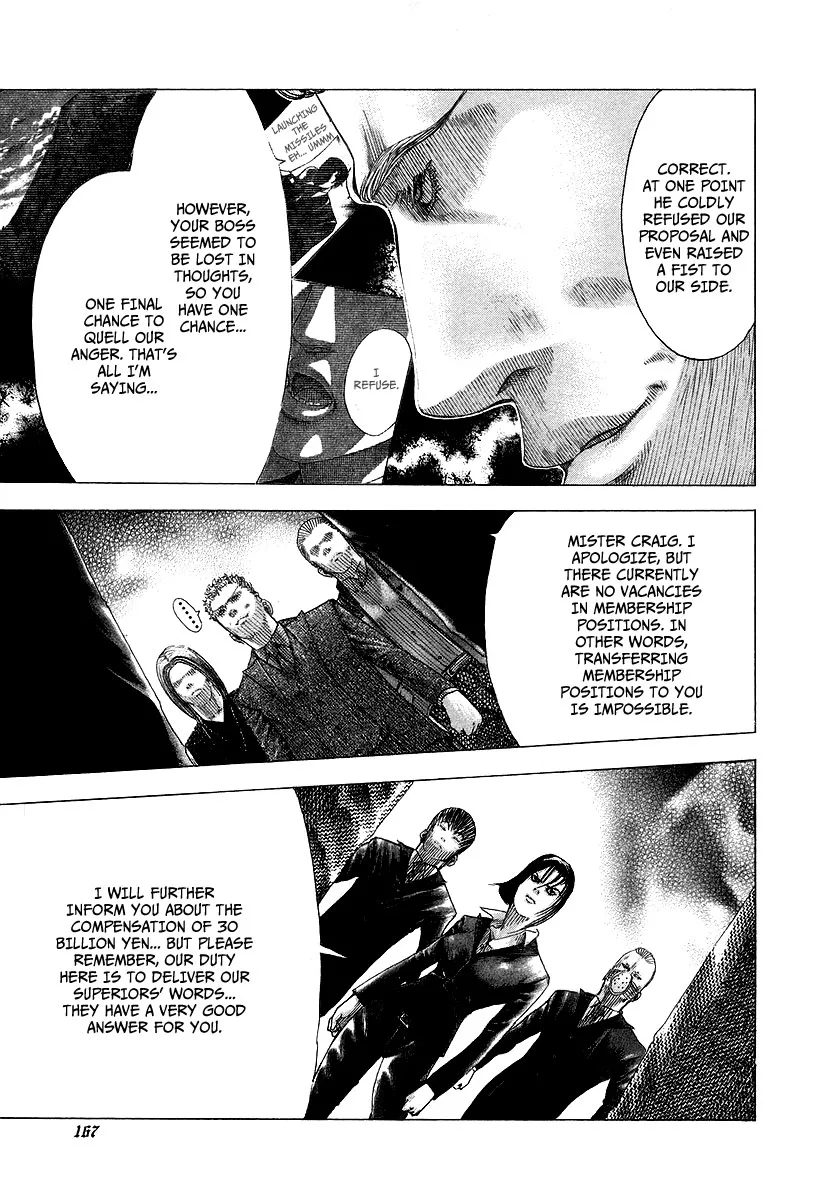 CORRECT.
AT ONE POINT
HE COLDLY
REFUSED OUR
PROPOSAL AND
EVEN RAISED
A FIST TO
OUR SIDE.
LAUNCHING
THE
MISSILES
EH... UMMM
I
REFUSE.
HOWEVER,
YOUR BOSS
SEEMED TO
BE LOST IN
THOUGHTS,
SO YOU
HAVE ONE
CHANCE...
ONE FINAL
CHANCE TO
QUELL OUR
ANGER. THAT'S
ALL I'M
SAYING...
MISTER CRAIG. I
APOLOGIZE, BUT
THERE CURRENTLY
ARE NO VACANCIES
IN MEMBERSHIP
POSITIONS. IN
OTHER WORDS,
TRANSFERRING
MEMBERSHIP
POSITIONS TO YOU
IS IMPOSSIBLE.
I WILL FURTHER
INFORM YOU ABOUT THE
COMPENSATION OF 30
BILLION YEN... BUT PLEASE
REMEMBER, OUR DUTY
HERE IS TO DELIVER OUR
SUPERIORS' WORDS...
THEY HAVE A VERY GOOD
ANSWER FOR YOU.
167